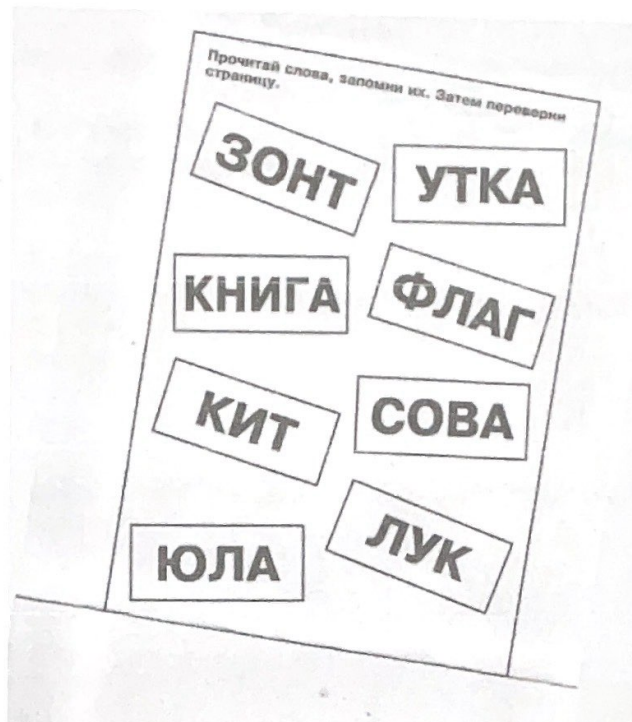 Прочитай слова, запомни их. Затем переверни
страницу.
ЗОНТ
УТКА
КНИГА
ФЛАГ
КИТ
СОВА
ЮЛА
ЛУК